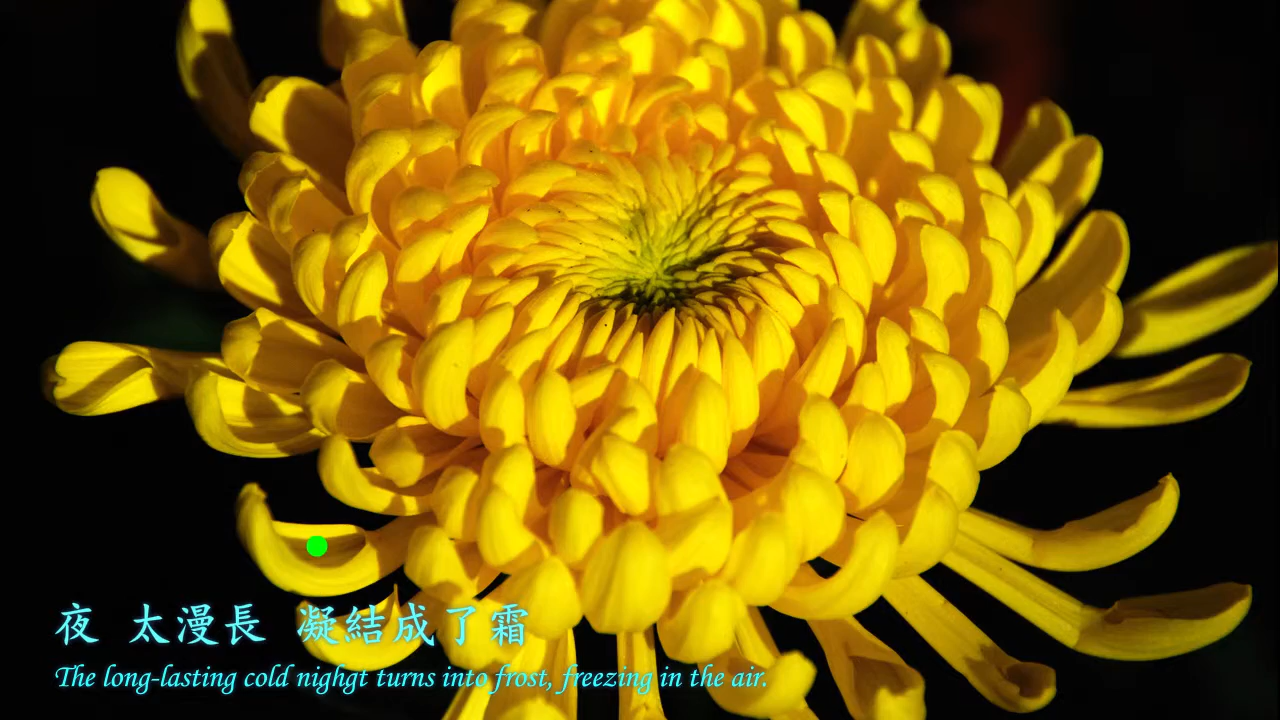 夜 太漫長 凝結成了霜
The long-lasting cold nighgt turns into frost, freezing in the air.